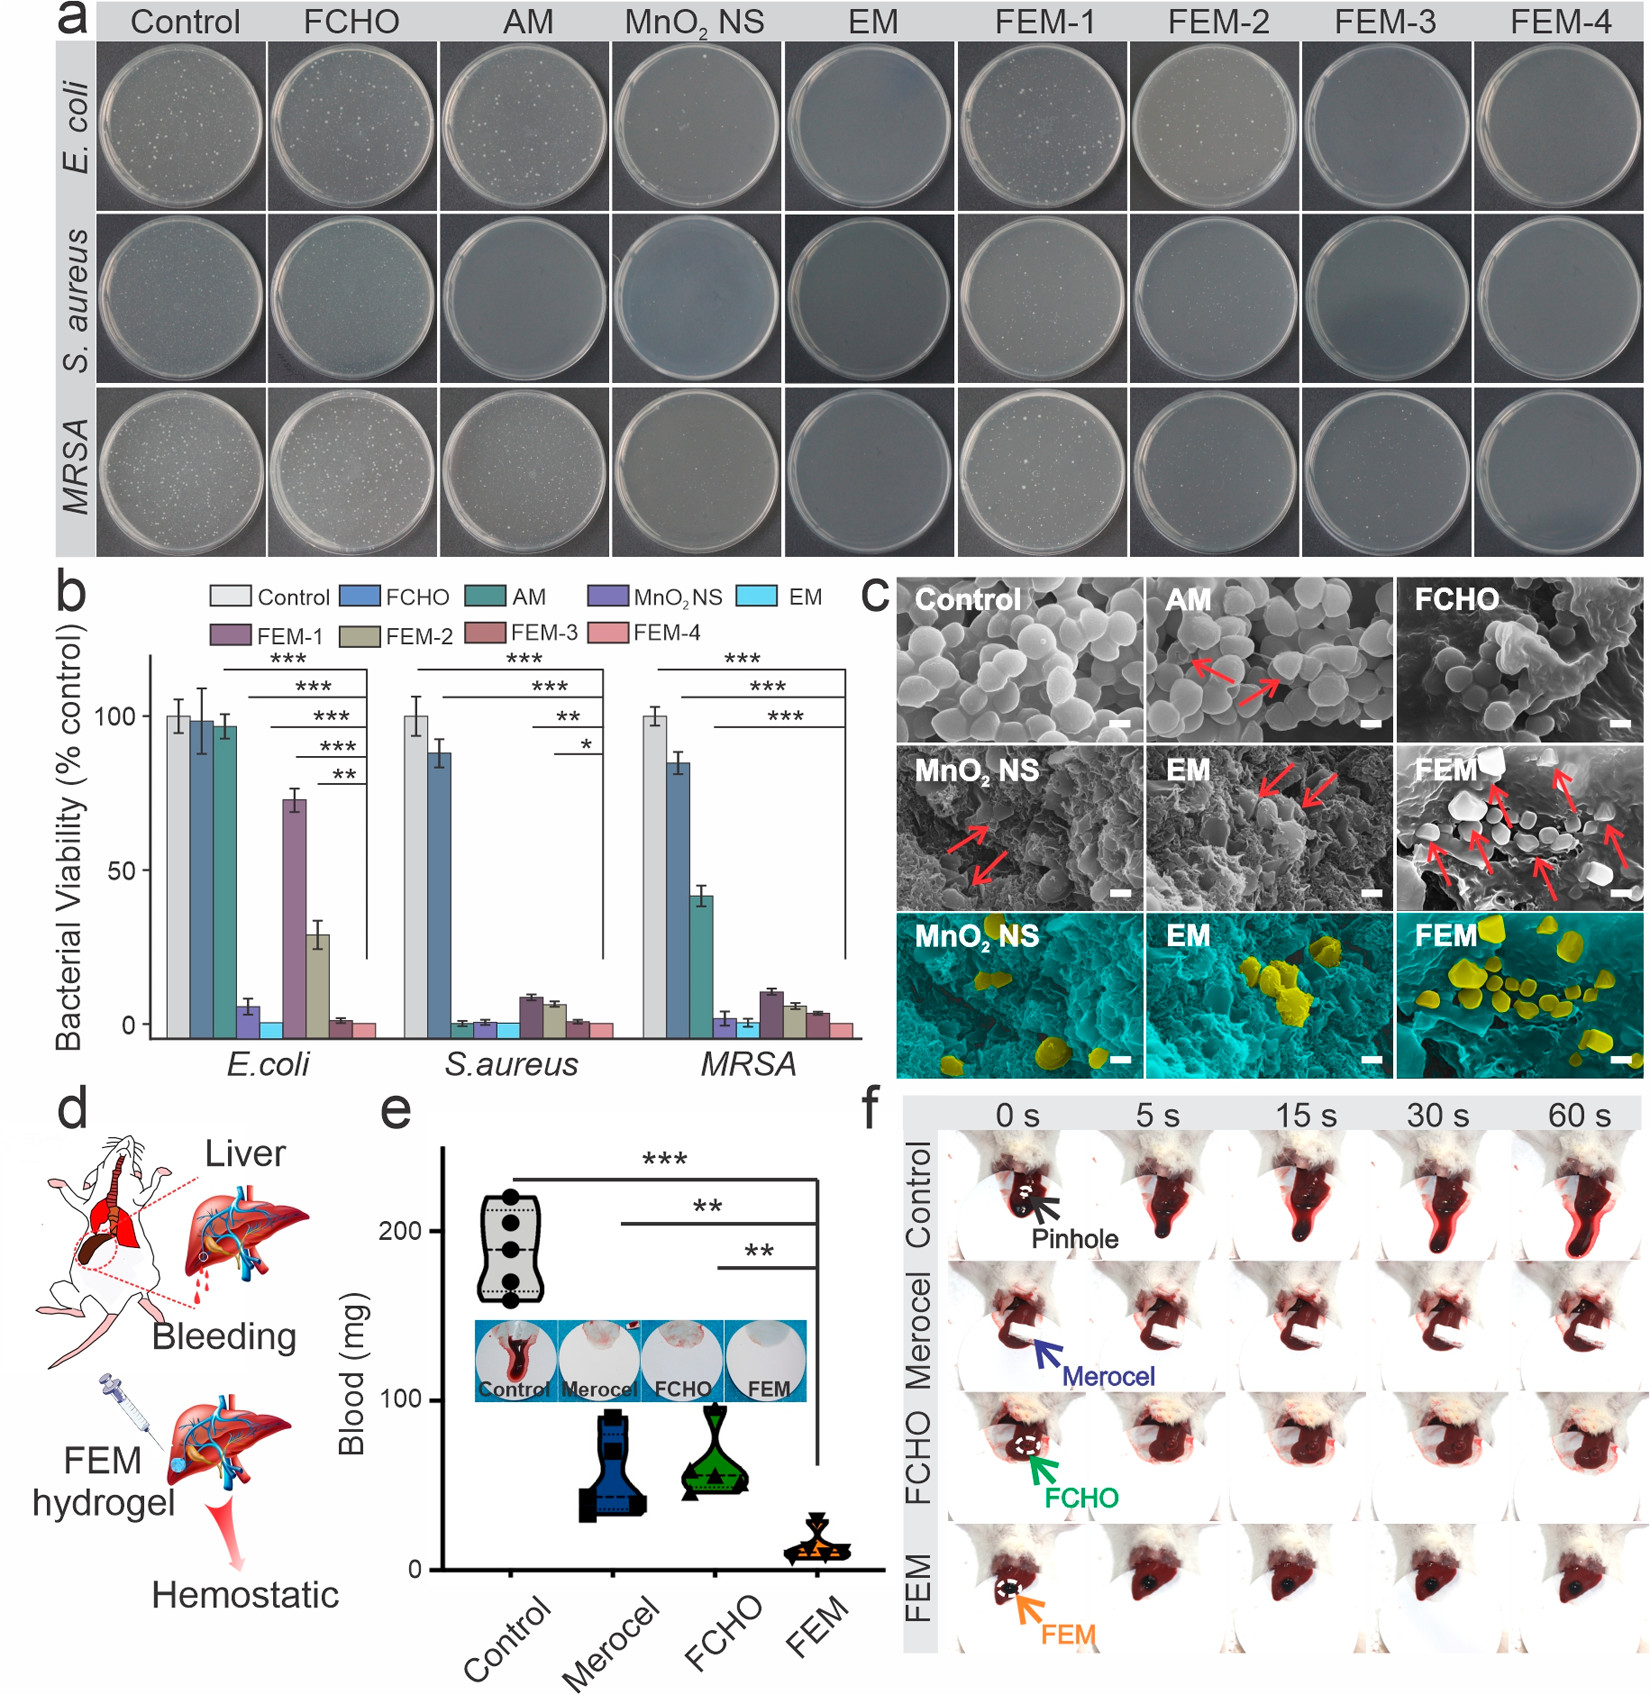 a
Control FCHO AM MnO₂ NS EM FEM-1 FEM-2 FEM-3 FEM-4
E. coli
S. aureus
MRSA
b
Control FCHO AM MnO₂ NS EM
FEM-1 FEM-2 FEM-3 FEM-4
Bacterial Viability (% control)
100
50
0
*** *** ***
*** *** ***
*** ** ***
*** *
**
E.coli S.aureus MRSA
c
Control AM FCHO
MnO₂ NS EM FEM
MnO₂ NS EM FEM
d
Liver
Bleeding
FEM
hydrogel
Hemostatic
e
Blood (mg)
200
100
0
***
**
**
Control Merocel FCHO FEM
Control Merocel FCHO FEM
f
0 s 5 s 15 s 30 s 60 s
Control
Pinhole
Merocel
Merocel
FCHO
FCHO
FEM
FEM